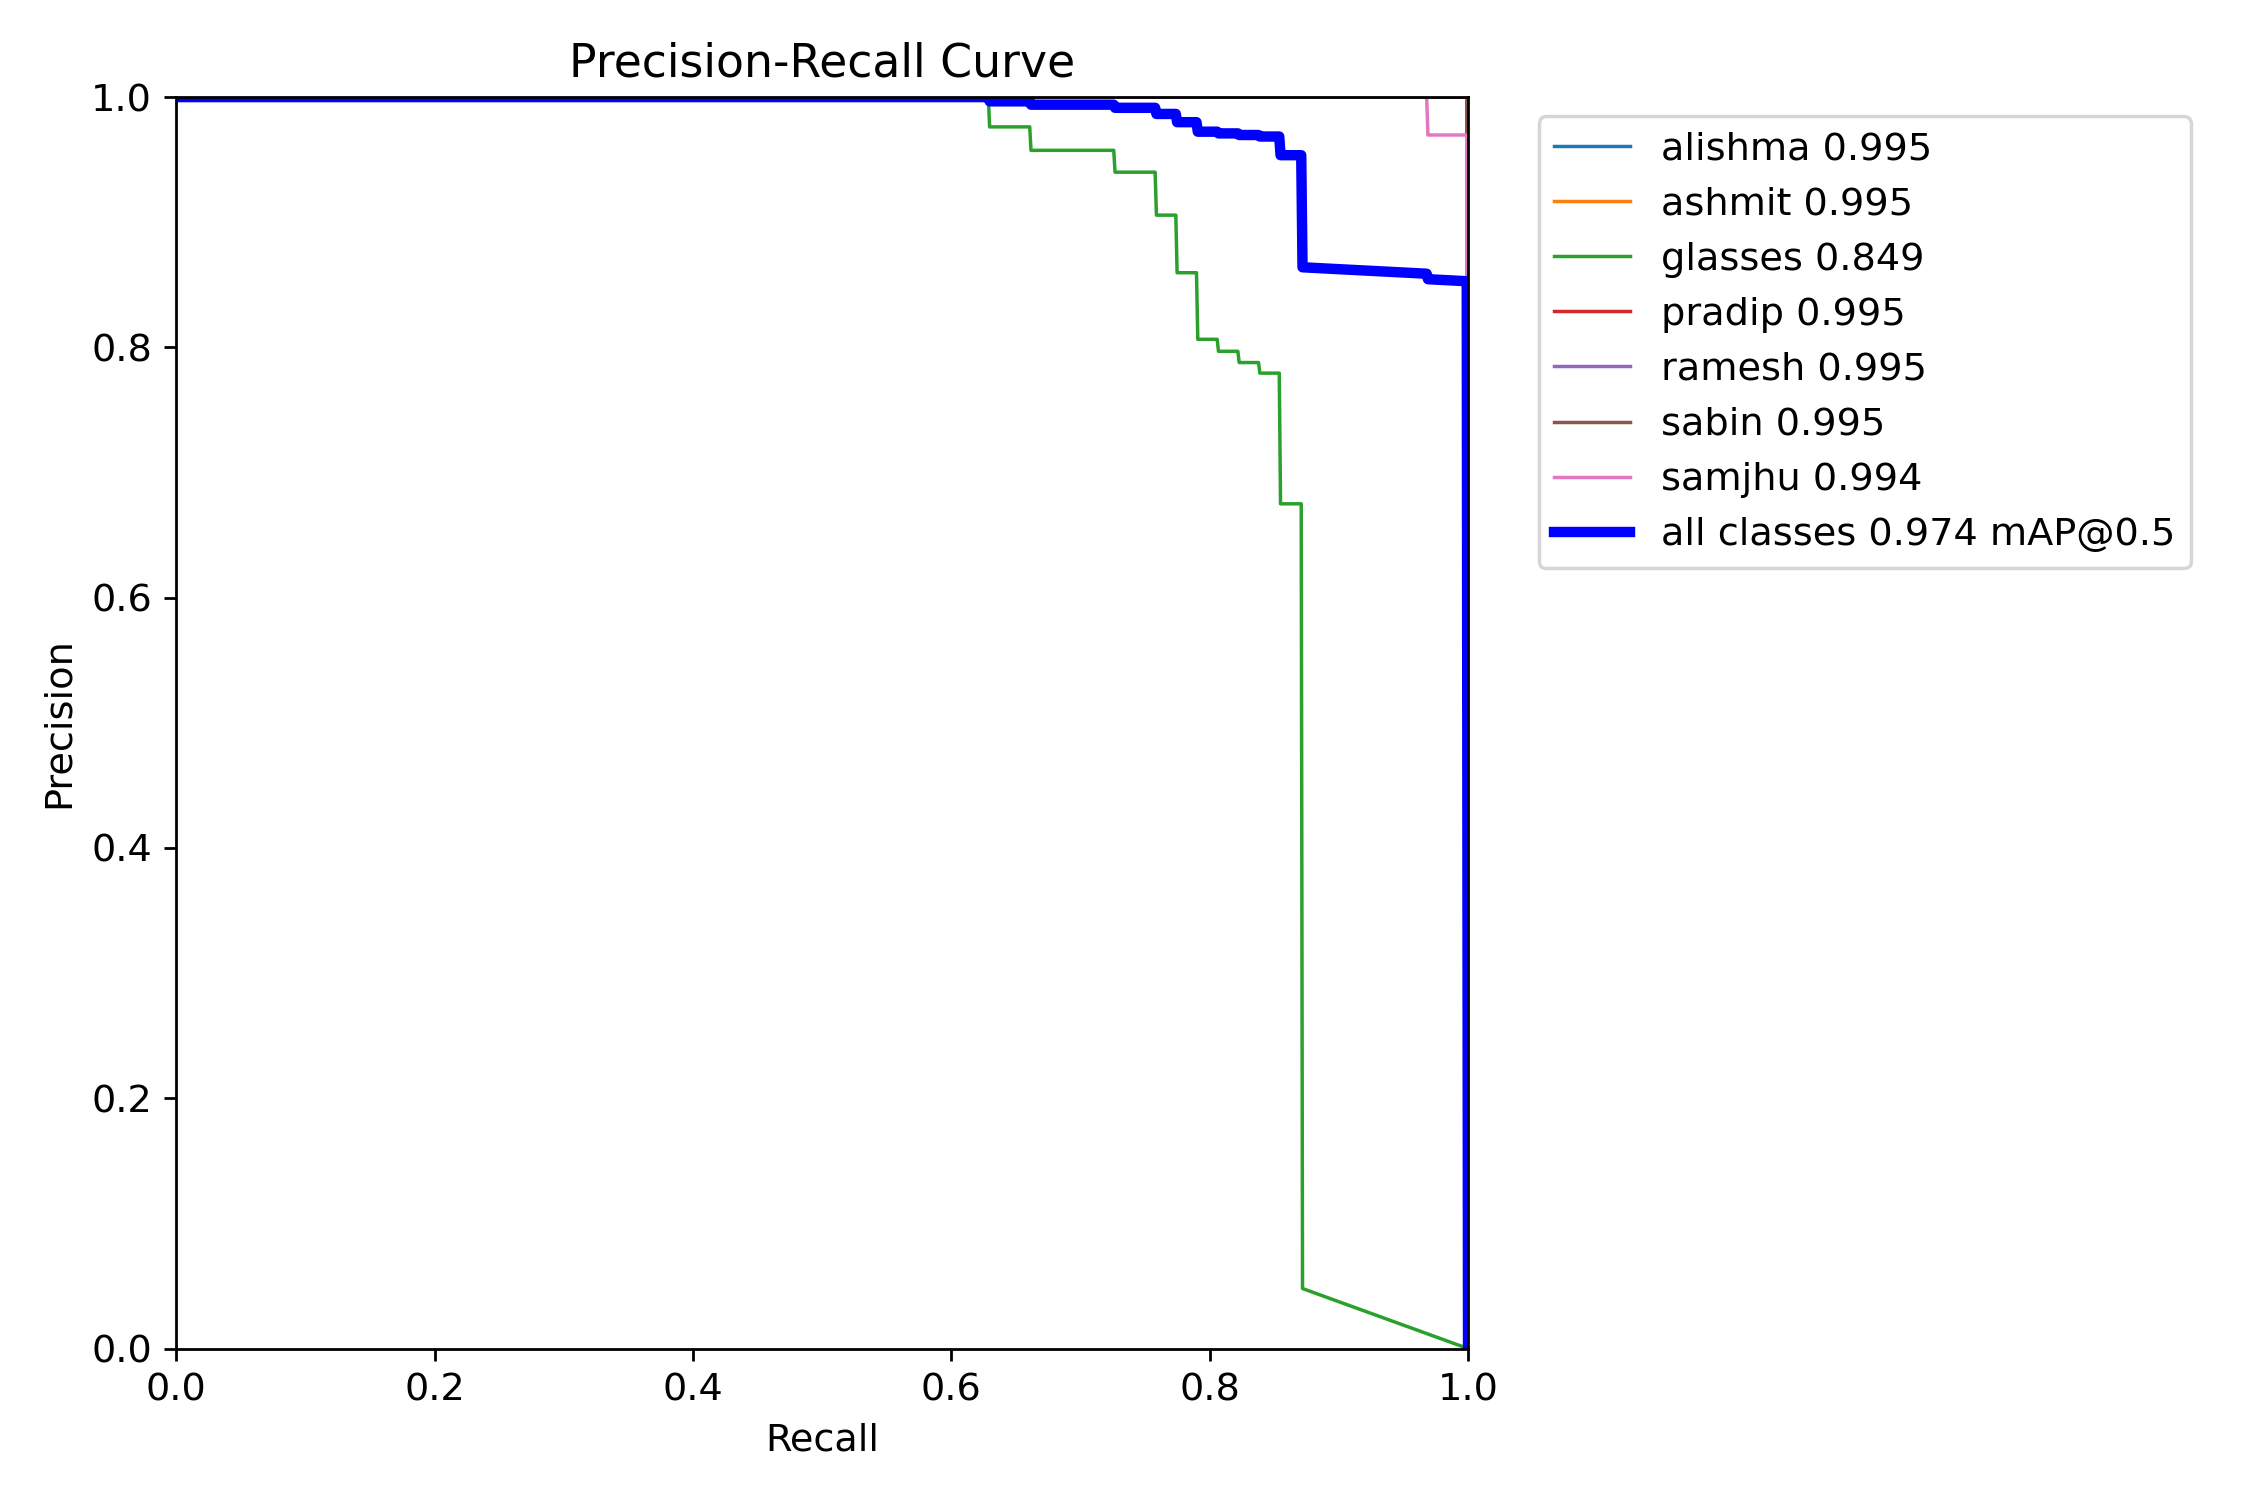 Precision-Recall Curve
1.0
0.8
0.6
0.4
0.2
0.0
Precision
0.0 0.2 0.4 0.6 0.8 1.0
Recall
alishma 0.995
ashmit 0.995
glasses 0.849
pradip 0.995
ramesh 0.995
sabin 0.995
samjhu 0.994
all classes 0.974 mAP@0.5